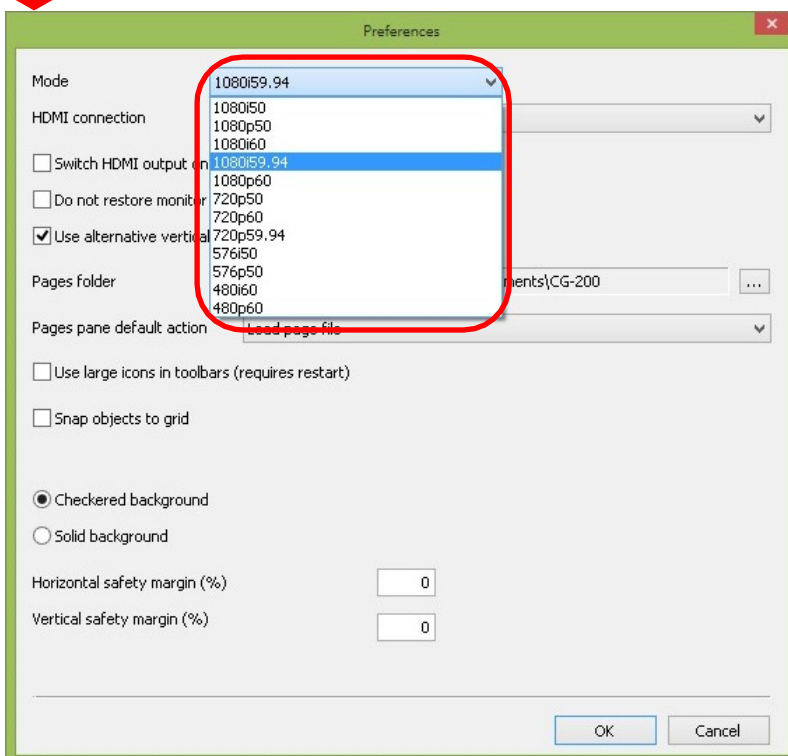 Preferences
Mode
1080i59.94
1080i50
1080p50
1080i60
1080i59.94
1080p60
720p50
720p60
720p59.94
576i50
576p50
480i60
480p60
HDMI connection
Switch HDMI output on
Do not restore monitor
Use alternative vertical
Pages folder
ments\CG-200
...
Pages pane default action
Load page file
Use large icons in toolbars (requires restart)
Snap objects to grid
Checkered background
Solid background
Horizontal safety margin (%)
0
Vertical safety margin (%)
0
OK
Cancel